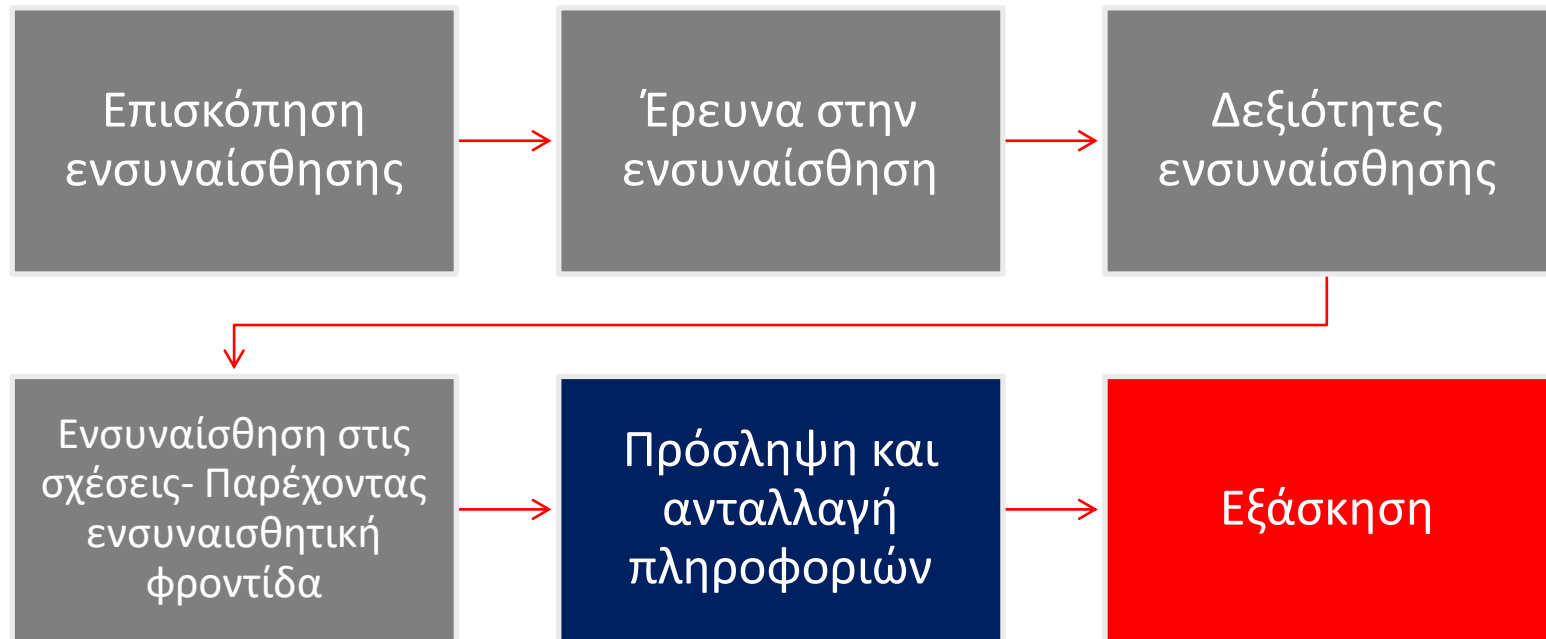 Επισκόπηση
ενσυναίσθησης
Έρευνα στην
ενσυναίσθηση
Δεξιότητες
ενσυναίσθησης
Ενσυναίσθηση στις
σχέσεις- Παρέχοντας
ενσυναισθητική
φροντίδα
Πρόσληψη και
ανταλλαγή
πληροφοριών
Εξάσκηση